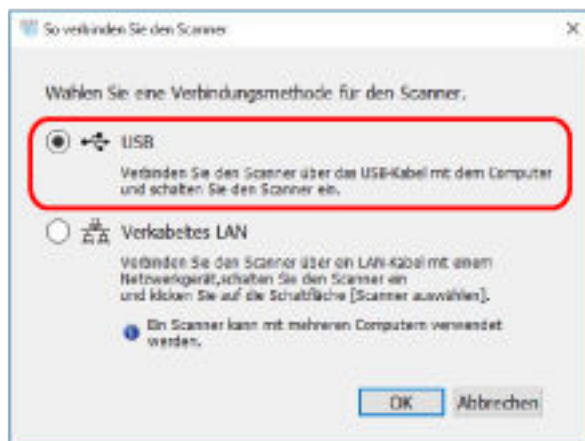 So verbinden Sie den Scanner
Wählen Sie eine Verbindungsmethode für den Scanner.
USB
Verbinden Sie den Scanner über das USB-Kabel mit dem Computer
und schalten Sie den Scanner ein.
Verkabeltes LAN
Verbinden Sie den Scanner über ein LAN-Kabel mit einem
Netzwerkgerät,schalten Sie den Scanner ein
und klicken Sie auf die Schaltfläche [Scanner auswählen].
Ein Scanner kann mit mehreren Computern verwendet
werden.
OK
Abbrechen